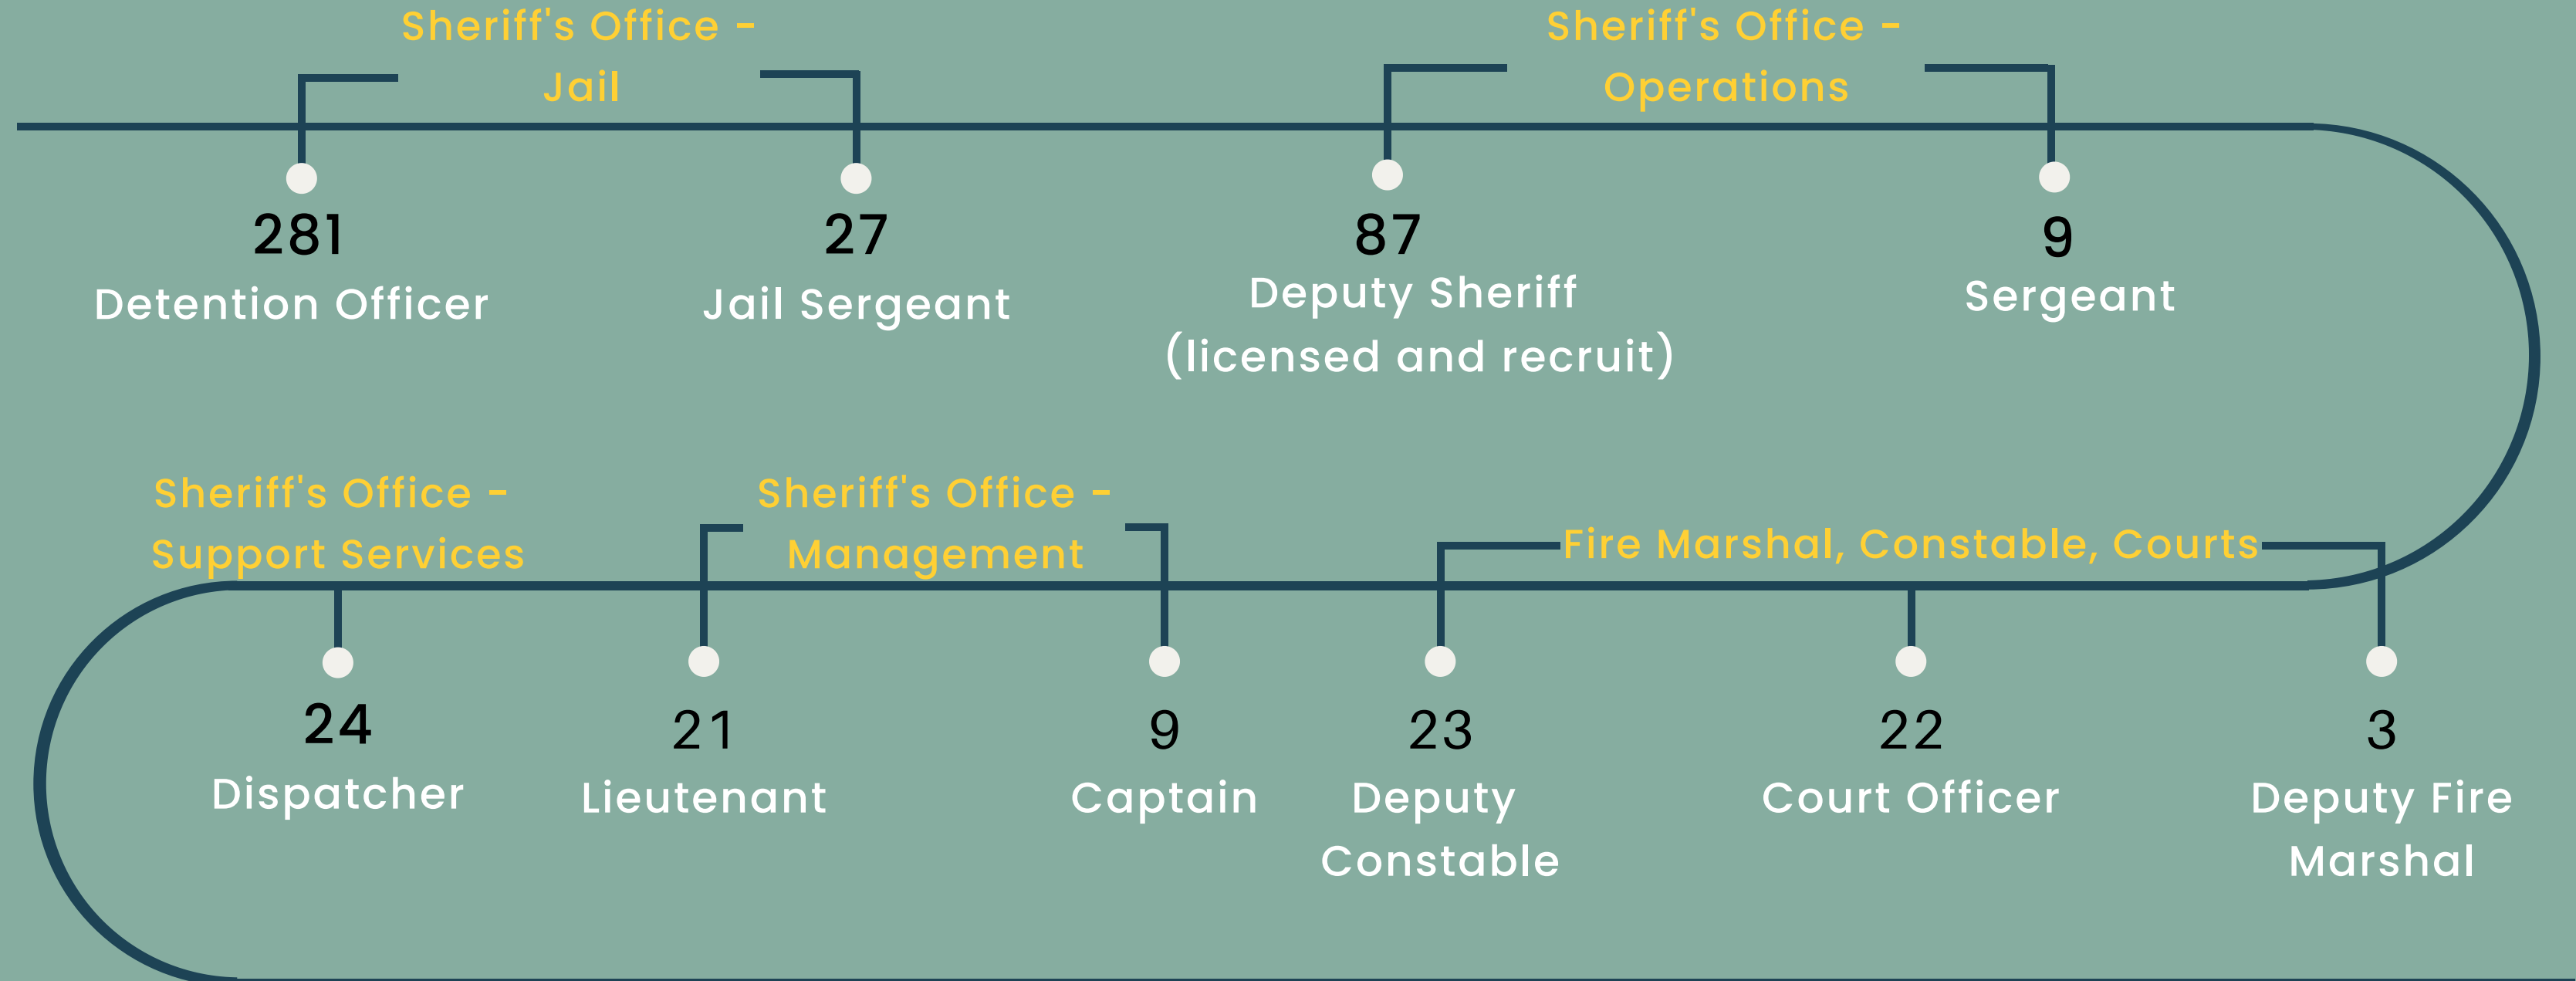 Sheriff's Office -
Jail
281
Detention Officer
27
Jail Sergeant
Sheriff's Office -
Operations
87
Deputy Sheriff
(licensed and recruit)
9
Sergeant
Sheriff's Office -
Support Services
24
Dispatcher
Sheriff's Office -
Management
21
Lieutenant
9
Captain
Fire Marshal, Constable, Courts
23
Deputy
Constable
22
Court Officer
3
Deputy Fire
Marshal